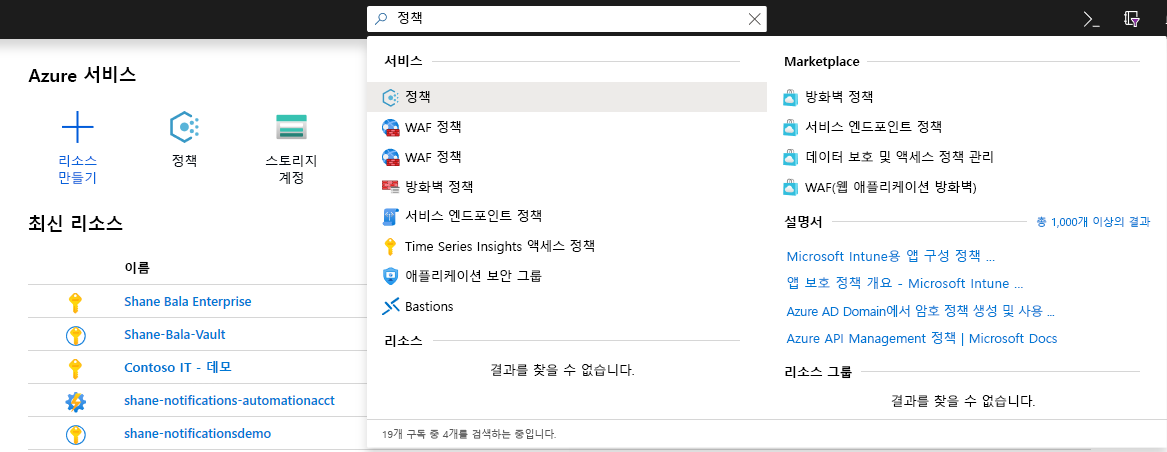 정책
Azure 서비스
리소스
만들기
정책
스토리지
계정
최신 리소스
이름
Shane Bala Enterprise
Shane-Bala-Vault
Contoso IT - 데모
shane-notifications-automationacct
shane-notificationsdemo
서비스
정책
WAF 정책
WAF 정책
방화벽 정책
서비스 엔드포인트 정책
Time Series Insights 액세스 정책
애플리케이션 보안 그룹
Bastions
리소스
결과를 찾을 수 없습니다.
Marketplace
방화벽 정책
서비스 엔드포인트 정책
데이터 보호 및 액세스 정책 관리
WAF(웹 애플리케이션 방화벽)
설명서
총 1,000개 이상의 결과
Microsoft Intune용 앱 구성 정책 ...
앱 보호 정책 개요 - Microsoft Intune ...
Azure AD Domain에서 암호 정책 생성 및 사용 ...
Azure API Management 정책 | Microsoft Docs
리소스 그룹
결과를 찾을 수 없습니다.
19개 구독 중 4개를 검색하는 중입니다.